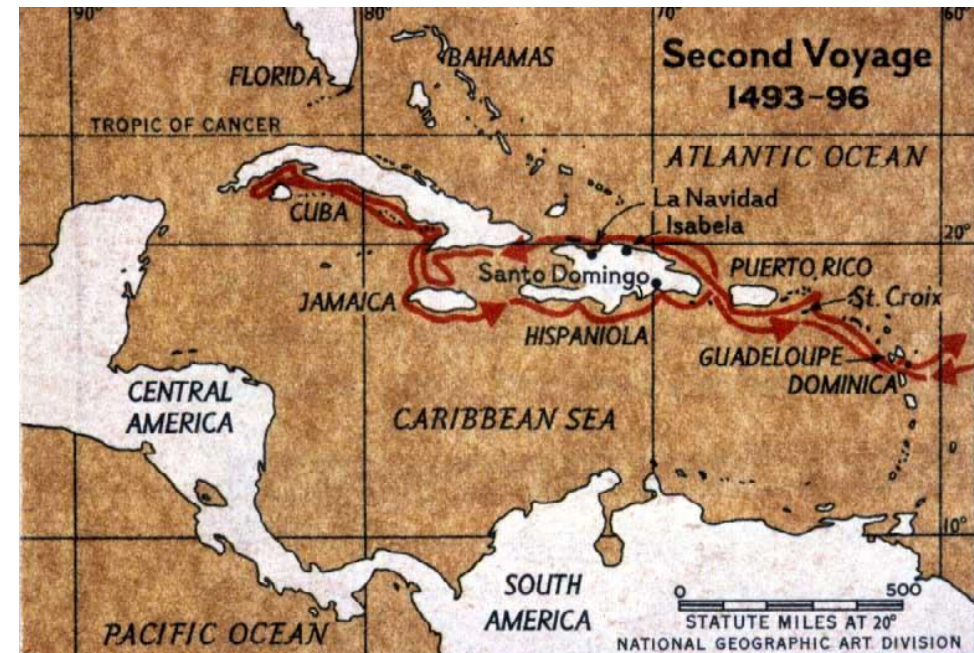 90°
80°
70°
60°
Second Voyage
1493-96
BAHAMAS
FLORIDA
TROPIC OF CANCER
ATLANTIC OCEAN
La Navidad
Isabela
CUBA
20°
Santo Domingo
PUERTO RICO
St. Croix
JAMAICA
HISPANIOLA
GUADELOUPE
DOMINICA
CENTRAL
AMERICA
CARIBBEAN SEA
10°
SOUTH
AMERICA
0 500
STATUTE MILES AT 20°
PACIFIC OCEAN
NATIONAL GEOGRAPHIC ART DIVISION